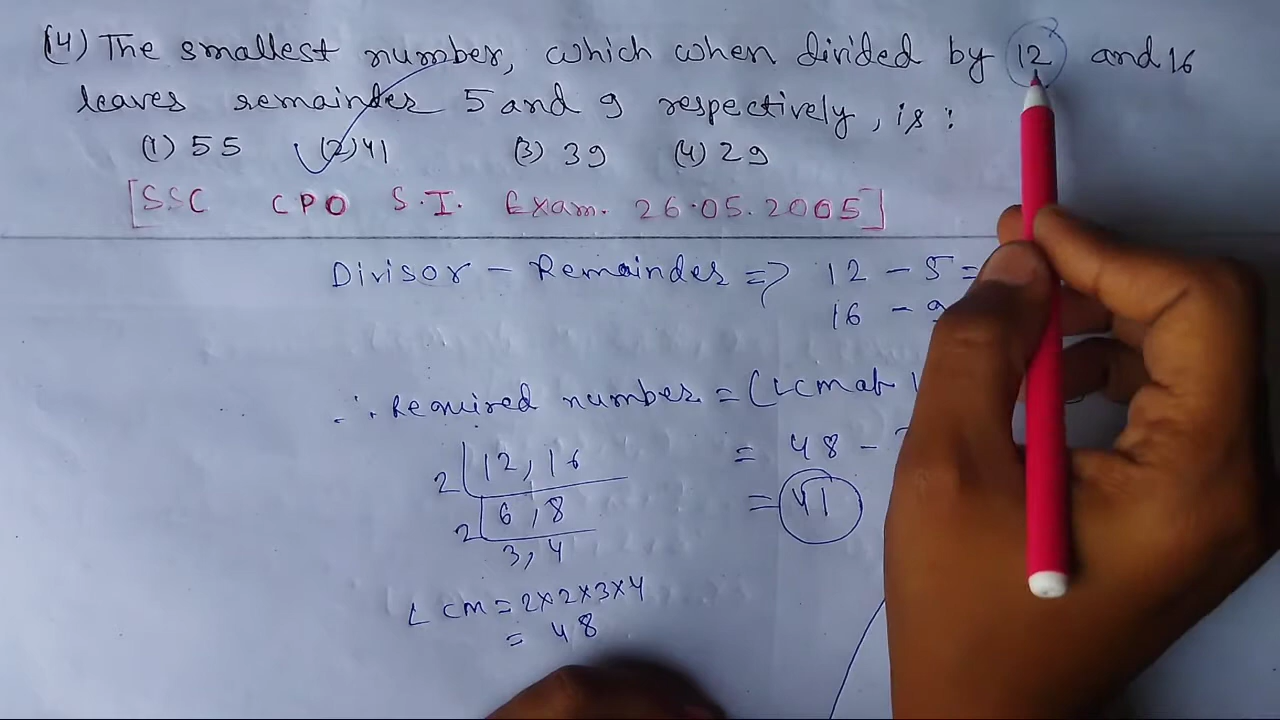 (4) The smallest number, which when divided by 12 and 16
leaves remainder 5 and 9 respectively, is :
(1) 55 (2) 41 (3) 39 (4) 29
[SSC CPO S.I. Exam. 26.05.2005]
Divisor - Remainder => 12 - 5 =
16 - 9
∴ Required number = (LCM of 1
2 12, 16 = 48 -
2 6, 8 = 41
3, 4
LCM = 2×2×3×4
= 48